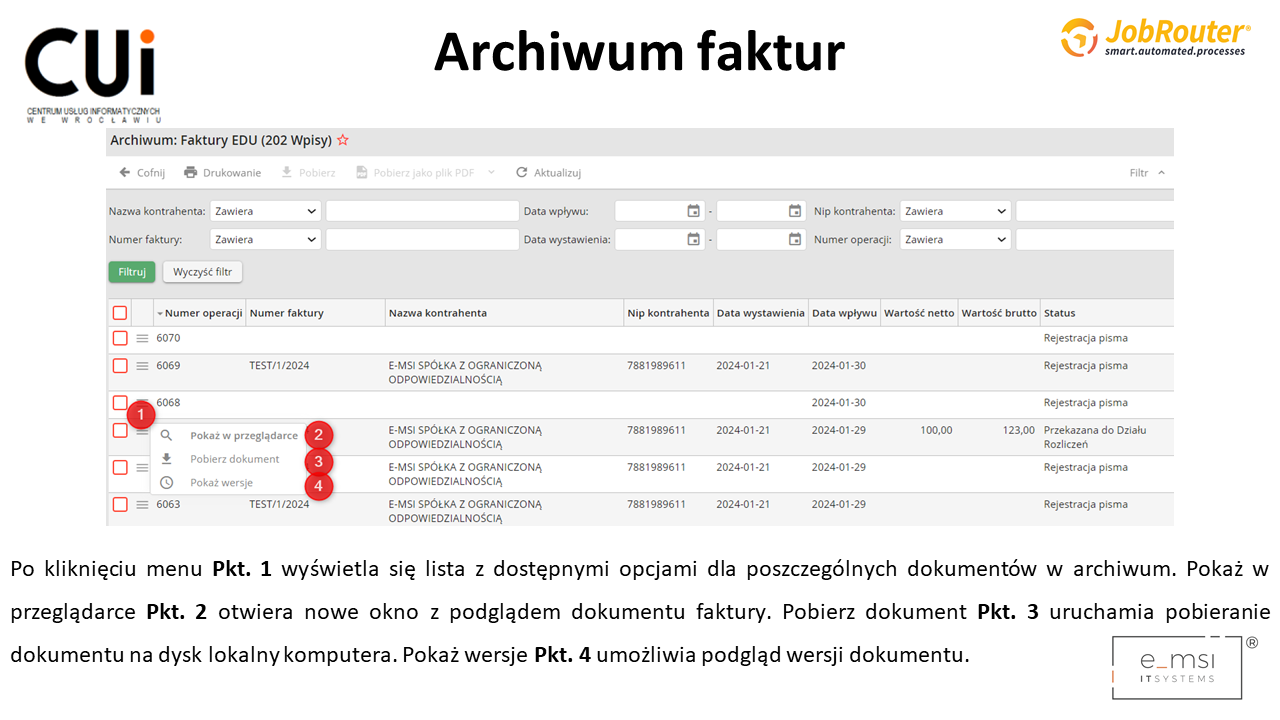 CUi
CENTRUM USŁUG INFORMATYCZNYCH
WE WROCŁAWIU
Archiwum faktur
JobRouter®
smart.automated.processes
Archiwum: Faktury EDU (202 Wpisy)
Cofnij Drukowanie Pobierz Pobierz jako plik PDF Aktualizuj Filtr
Nazwa kontrahenta: Zawiera Data wpływu: - Nip kontrahenta: Zawiera
Numer faktury: Zawiera Data wystawienia: - Numer operacji: Zawiera
Filtruj Wyczyść filtr
Numer operacji Numer faktury Nazwa kontrahenta Nip kontrahenta Data wystawienia Data wpływu Wartość netto Wartość brutto Status
6070 Rejestracja pisma
6069 TEST/1/2024 E-MSI SPÓŁKA Z OGRANICZONĄ 7881989611 2024-01-21 2024-01-30 Rejestracja pisma
ODPOWIEDZIALNOŚCIĄ
6068 2024-01-30 Rejestracja pisma
1
Pokaż w przeglądarce 2 E-MSI SPÓŁKA Z OGRANICZONĄ 7881989611 2024-01-21 2024-01-29 100,00 123,00 Przekazana do Działu
ODPOWIEDZIALNOŚCIĄ Rozliczeń
Pobierz dokument 3 E-MSI SPÓŁKA Z OGRANICZONĄ 7881989611 2024-01-21 2024-01-29 Rejestracja pisma
Pokaż wersje 4 ODPOWIEDZIALNOŚCIĄ
6063 TEST/1/2024 E-MSI SPÓŁKA Z OGRANICZONĄ 7881989611 2024-01-21 2024-01-29 Rejestracja pisma
ODPOWIEDZIALNOŚCIĄ
Po kliknięciu menu Pkt. 1 wyświetla się lista z dostępnymi opcjami dla poszczególnych dokumentów w archiwum. Pokaż w
przeglądarce Pkt. 2 otwiera nowe okno z podglądem dokumentu faktury. Pobierz dokument Pkt. 3 uruchamia pobieranie
dokumentu na dysk lokalny komputera. Pokaż wersje Pkt. 4 umożliwia podgląd wersji dokumentu.
e_msi ®
ITSYSTEMS